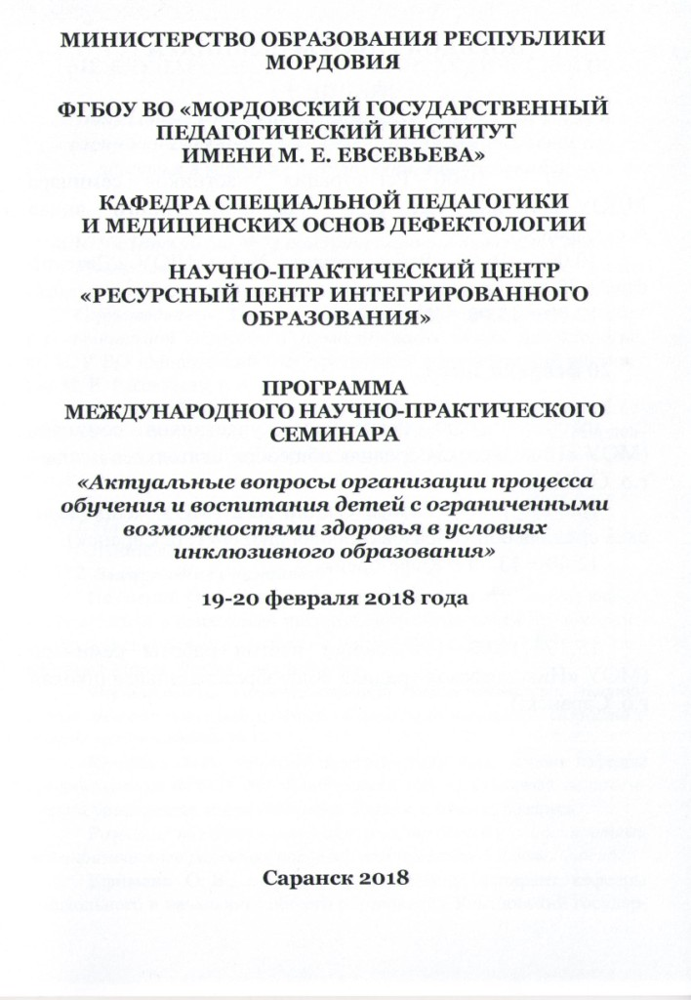 МИНИСТЕРСТВО ОБРАЗОВАНИЯ РЕСПУБЛИКИ
МОРДОВИЯ
ФГБОУ ВО «МОРДОВСКИЙ ГОСУДАРСТВЕННЫЙ
ПЕДАГОГИЧЕСКИЙ ИНСТИТУТ
ИМЕНИ М. Е. ЕВСЕВЬЕВА»
КАФЕДРА СПЕЦИАЛЬНОЙ ПЕДАГОГИКИ
И МЕДИЦИНСКИХ ОСНОВ ДЕФЕКТОЛОГИИ
НАУЧНО-ПРАКТИЧЕСКИЙ ЦЕНТР
«РЕСУРСНЫЙ ЦЕНТР ИНТЕГРИРОВАННОГО
ОБРАЗОВАНИЯ»
ПРОГРАММА
МЕЖДУНАРОДНОГО НАУЧНО-ПРАКТИЧЕСКОГО
СЕМИНАРА
«Актуальные вопросы организации процесса
обучения и воспитания детей с ограниченными
возможностями здоровья в условиях
инклюзивного образования»
19-20 февраля 2018 года
Саранск 2018